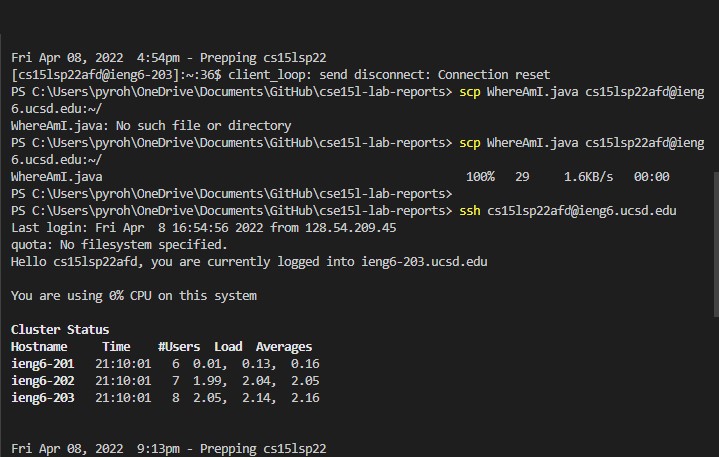 Fri Apr 08, 2022  4:54pm - Prepping cs15lsp22
[cs15lsp22afd@ieng6-203]:~:36$ client_loop: send disconnect: Connection reset
PS C:\Users\pyroh\OneDrive\Documents\GitHub\cse15l-lab-reports> scp WhereAmI.java cs15lsp22afd@ieng
6.ucsd.edu:~/
WhereAmI.java: No such file or directory
PS C:\Users\pyroh\OneDrive\Documents\GitHub\cse15l-lab-reports> scp WhereAmI.java cs15lsp22afd@ieng
6.ucsd.edu:~/
WhereAmI.java                                                    100%   29     1.6KB/s   00:00
PS C:\Users\pyroh\OneDrive\Documents\GitHub\cse15l-lab-reports>
PS C:\Users\pyroh\OneDrive\Documents\GitHub\cse15l-lab-reports> ssh cs15lsp22afd@ieng6.ucsd.edu
Last login: Fri Apr  8 16:54:56 2022 from 128.54.209.45
quota: No filesystem specified.
Hello cs15lsp22afd, you are currently logged into ieng6-203.ucsd.edu
You are using 0% CPU on this system
Cluster Status
Hostname     Time    #Users  Load  Averages
ieng6-201   21:10:01   6  0.01,  0.13,  0.16
ieng6-202   21:10:01   7  1.99,  2.04,  2.05
ieng6-203   21:10:01   8  2.05,  2.14,  2.16
Fri Apr 08, 2022  9:13pm - Prepping cs15lsp22